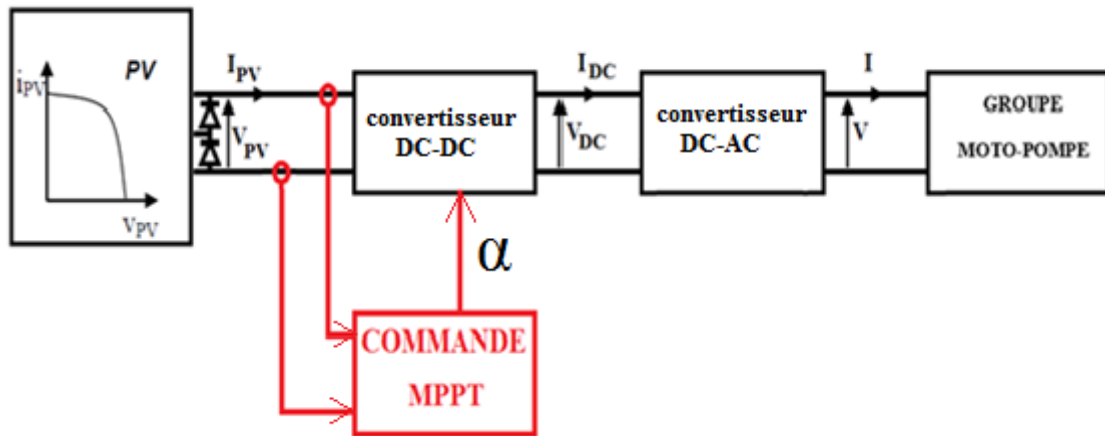 PV
iPV
VPV
IPV
VPV
convertisseur
DC-DC
IDC
VDC
convertisseur
DC-AC
I
V
GROUPE
MOTO-POMPE
α
COMMANDE
MPPT